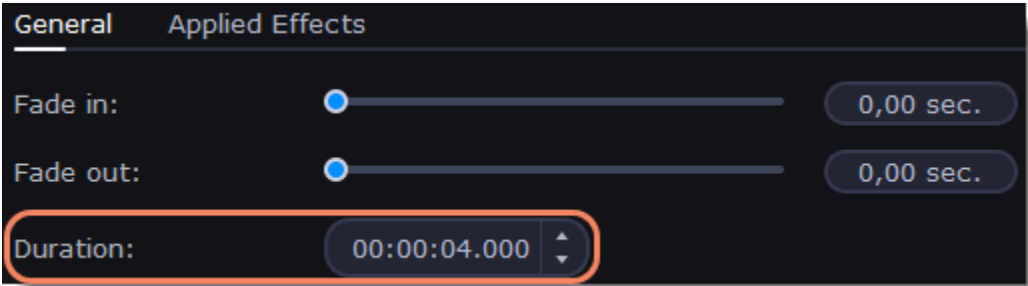 General Applied Effects
Fade in: 0,00 sec.
Fade out: 0,00 sec.
Duration: 00:00:04.000